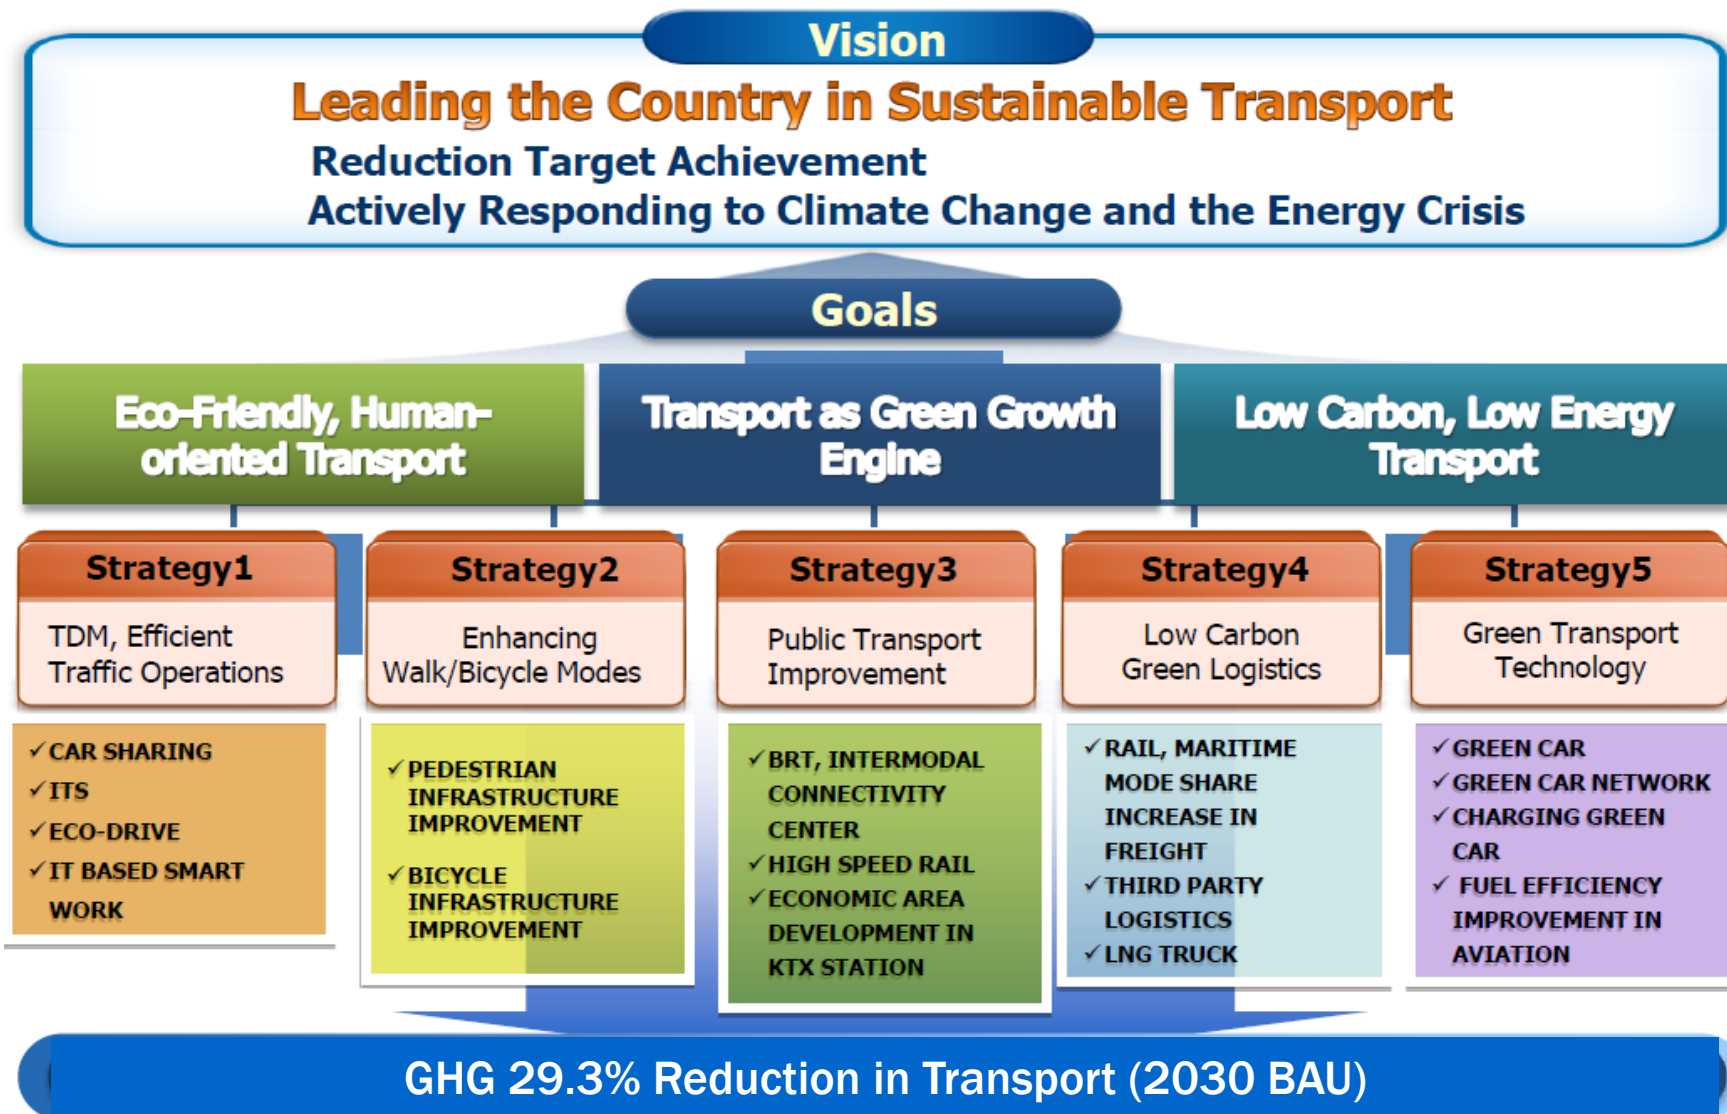 Vision
Leading the Country in Sustainable Transport
Reduction Target Achievement
Actively Responding to Climate Change and the Energy Crisis
Goals
Eco-Friendly, Human-
oriented Transport
Transport as Green Growth
Engine
Low Carbon, Low Energy
Transport
Strategy1
TDM, Efficient
Traffic Operations
✓CAR SHARING
✓ITS
✓ECO-DRIVE
✓IT BASED SMART
WORK
Strategy2
Enhancing
Walk/Bicycle Modes
✓PEDESTRIAN
INFRASTRUCTURE
IMPROVEMENT
✓BICYCLE
INFRASTRUCTURE
IMPROVEMENT
Strategy3
Public Transport
Improvement
✓BRT, INTERMODAL
CONNECTIVITY
CENTER
✓HIGH SPEED RAIL
✓ECONOMIC AREA
DEVELOPMENT IN
KTX STATION
Strategy4
Low Carbon
Green Logistics
✓RAIL, MARITIME
MODE SHARE
INCREASE IN
FREIGHT
✓THIRD PARTY
LOGISTICS
✓LNG TRUCK
Strategy5
Green Transport
Technology
✓GREEN CAR
✓GREEN CAR NETWORK
✓CHARGING GREEN
CAR
✓ FUEL EFFICIENCY
IMPROVEMENT IN
AVIATION
GHG 29.3% Reduction in Transport (2030 BAU)